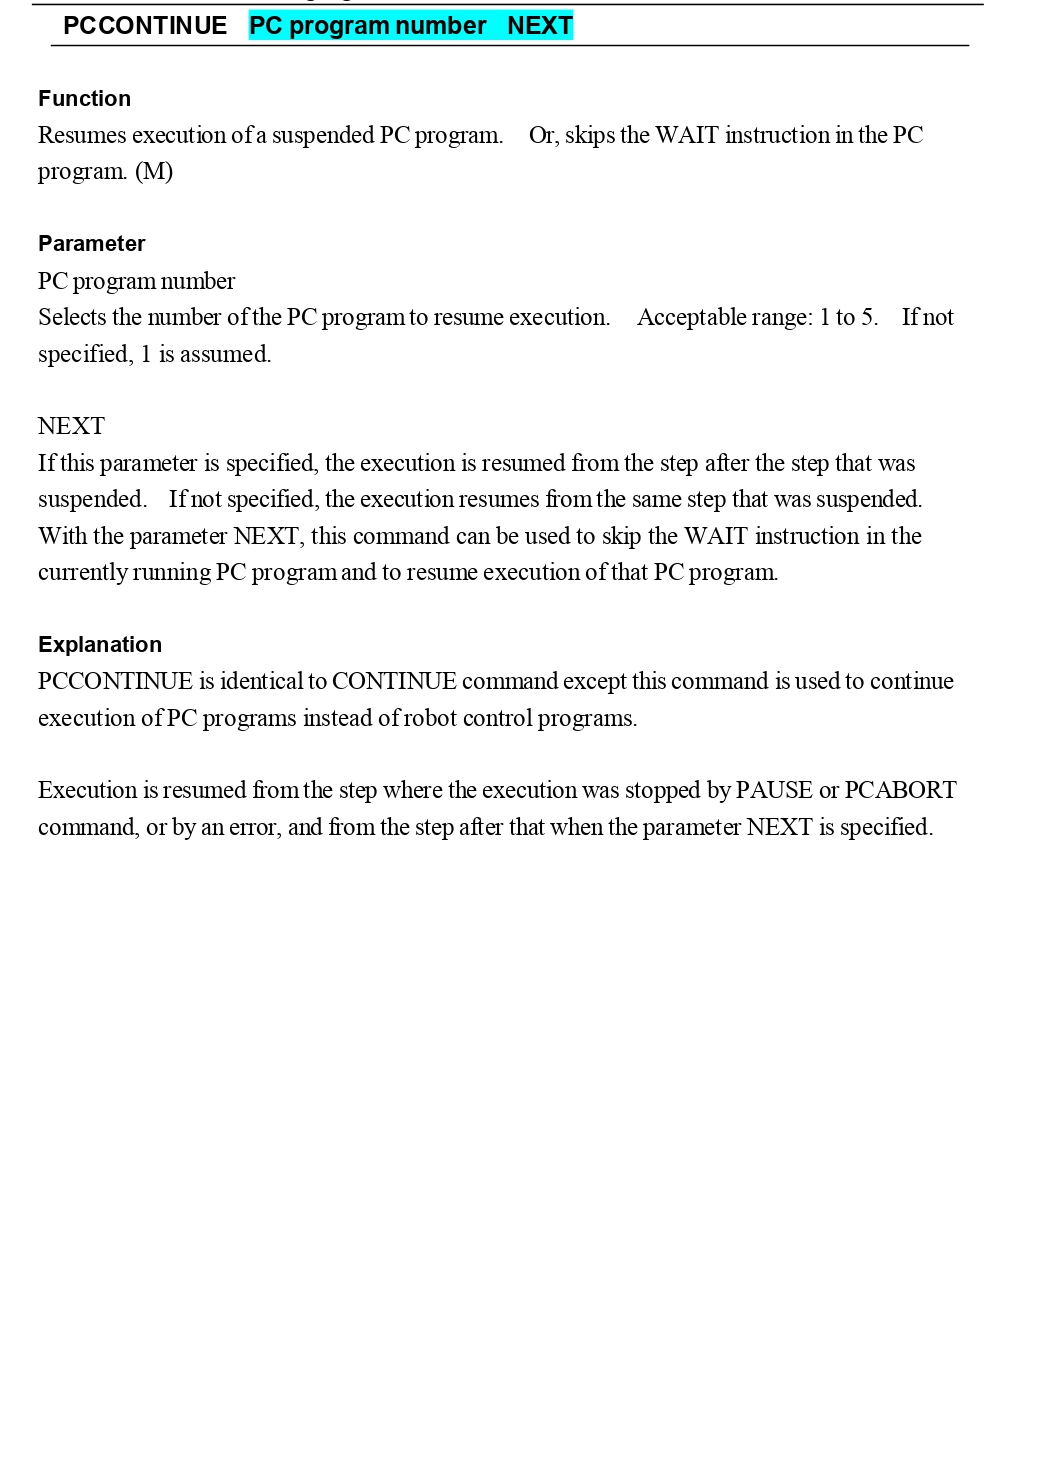 PCCONTINUE PC program number NEXT
Function
Resumes execution of a suspended PC program. Or, skips the WAIT instruction in the PC
program. (M)
Parameter
PC program number
Selects the number of the PC program to resume execution. Acceptable range: 1 to 5. If not
specified, 1 is assumed.
NEXT
If this parameter is specified, the execution is resumed from the step after the step that was
suspended. If not specified, the execution resumes from the same step that was suspended.
With the parameter NEXT, this command can be used to skip the WAIT instruction in the
currently running PC program and to resume execution of that PC program.
Explanation
PCCONTINUE is identical to CONTINUE command except this command is used to continue
execution of PC programs instead of robot control programs.
Execution is resumed from the step where the execution was stopped by PAUSE or PCABORT
command, or by an error, and from the step after that when the parameter NEXT is specified.